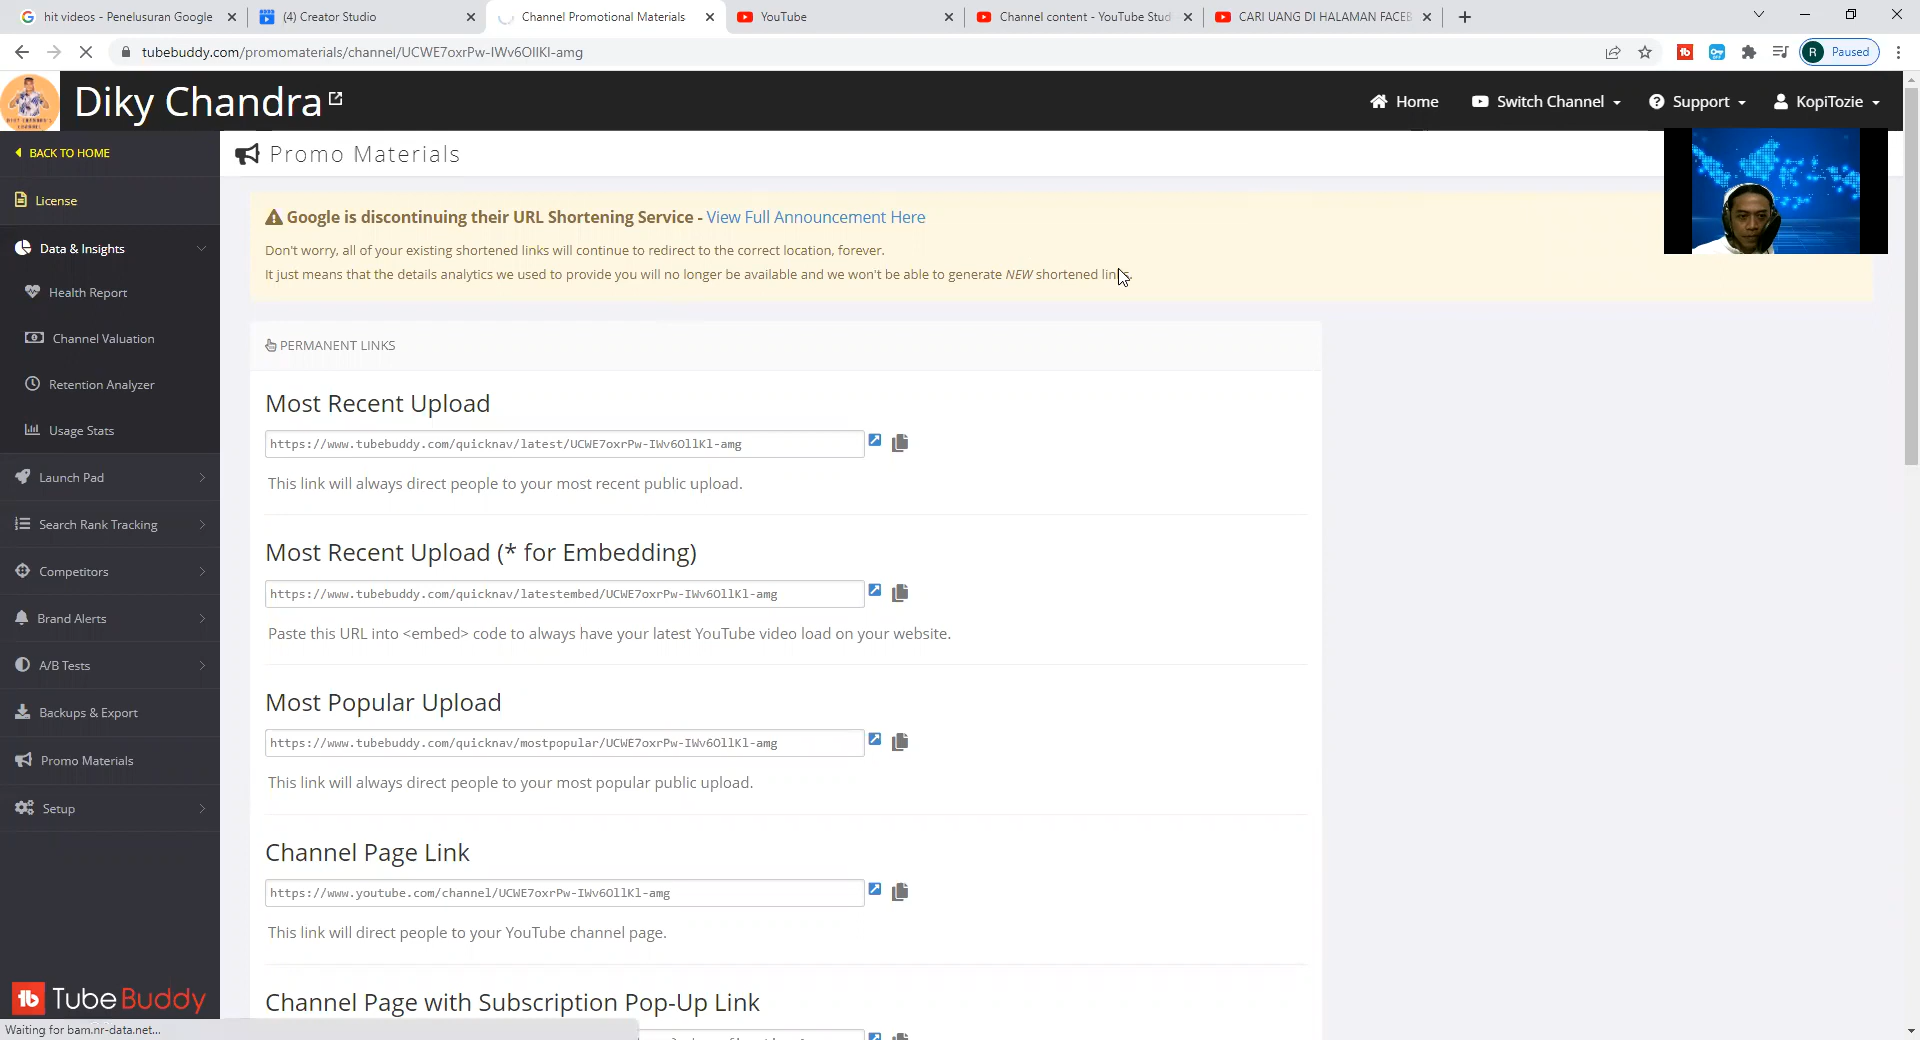 hit videos - Penelusuran Google
(4) Creator Studio
Channel Promotional Materials
YouTube
Channel content - YouTube Stud
CARI UANG DI HALAMAN FACEB
tubebuddy.com/promomaterials/channel/UCWE7oxrPw-IWv6OllKl-amg
R Paused
Diky Chandra
Home
Switch Channel
Support
KopiTozie
BACK TO HOME
License
Data & Insights
Health Report
Channel Valuation
Retention Analyzer
Usage Stats
Launch Pad
Search Rank Tracking
Competitors
Brand Alerts
A/B Tests
Backups & Export
Promo Materials
Setup
TubeBuddy
Waiting for bam.nr-data.net...
Promo Materials
Google is discontinuing their URL Shortening Service - View Full Announcement Here
Don't worry, all of your existing shortened links will continue to redirect to the correct location, forever.
It just means that the details analytics we used to provide you will no longer be available and we won't be able to generate NEW shortened links.
PERMANENT LINKS
Most Recent Upload
https://www.tubebuddy.com/quicknav/latest/UCWE7oxrPw-IWv6OllKl-amg
This link will always direct people to your most recent public upload.
Most Recent Upload (* for Embedding)
https://www.tubebuddy.com/quicknav/latestembed/UCWE7oxrPw-IWv6OllKl-amg
Paste this URL into <embed> code to always have your latest YouTube video load on your website.
Most Popular Upload
https://www.tubebuddy.com/quicknav/mostpopular/UCWE7oxrPw-IWv6OllKl-amg
This link will always direct people to your most popular public upload.
Channel Page Link
https://www.youtube.com/channel/UCWE7oxrPw-IWv6OllKl-amg
This link will direct people to your YouTube channel page.
Channel Page with Subscription Pop-Up Link